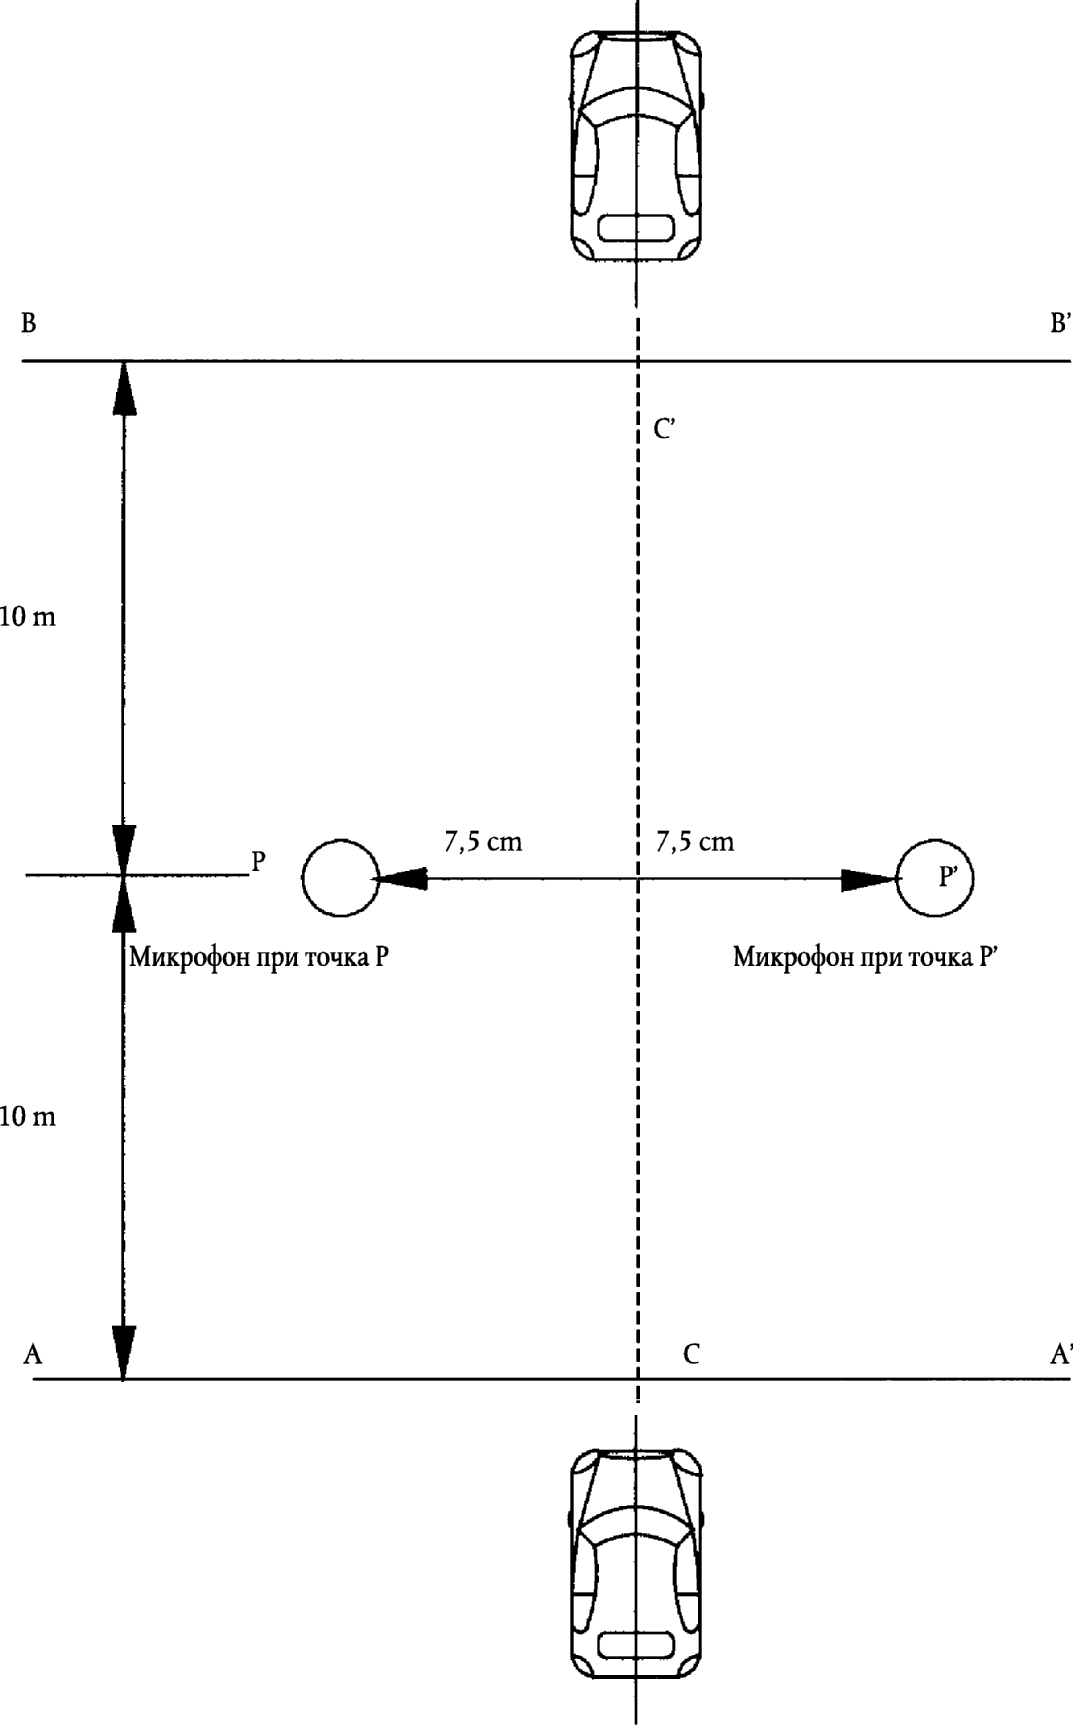 B B’
C’
10 m
7,5 cm 7,5 cm
P P’
Микрофон при точка P Микрофон при точка P’
10 m
A C A’